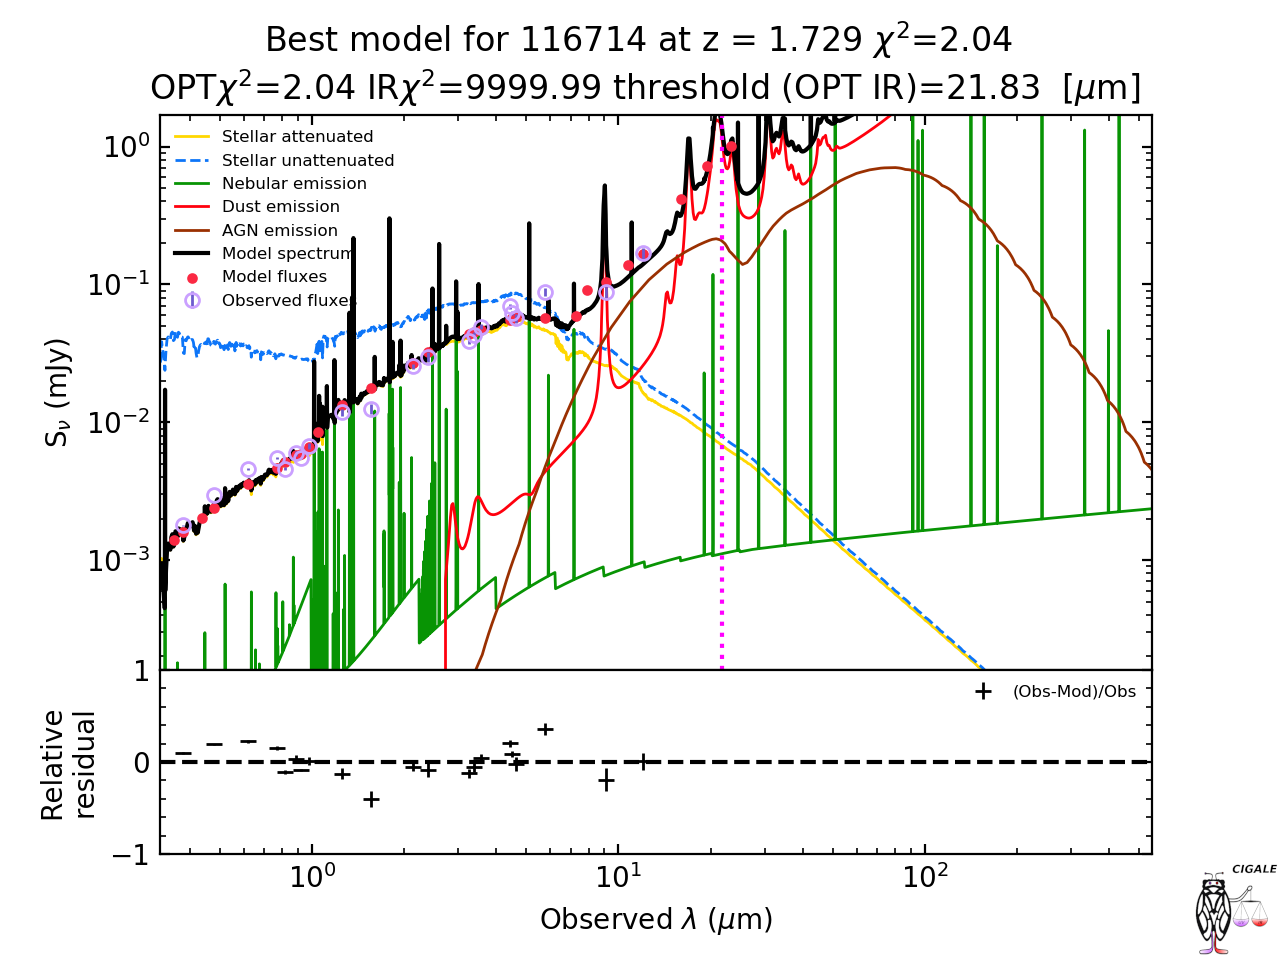 Best model for 116714 at z = 1.729 χ²=2.04
OPTχ²=2.04 IRχ²=9999.99 threshold (OPT IR)=21.83 [μm]
Stellar attenuated
Stellar unattenuated
Nebular emission
Dust emission
AGN emission
Model spectrum
Model fluxes
Observed fluxes
10⁰
10⁻¹
10⁻²
10⁻³
Sν (mJy)
1
0
−1
Relative
residual
(Obs-Mod)/Obs
10⁰ 10¹ 10²
Observed λ (μm)
CIGALE